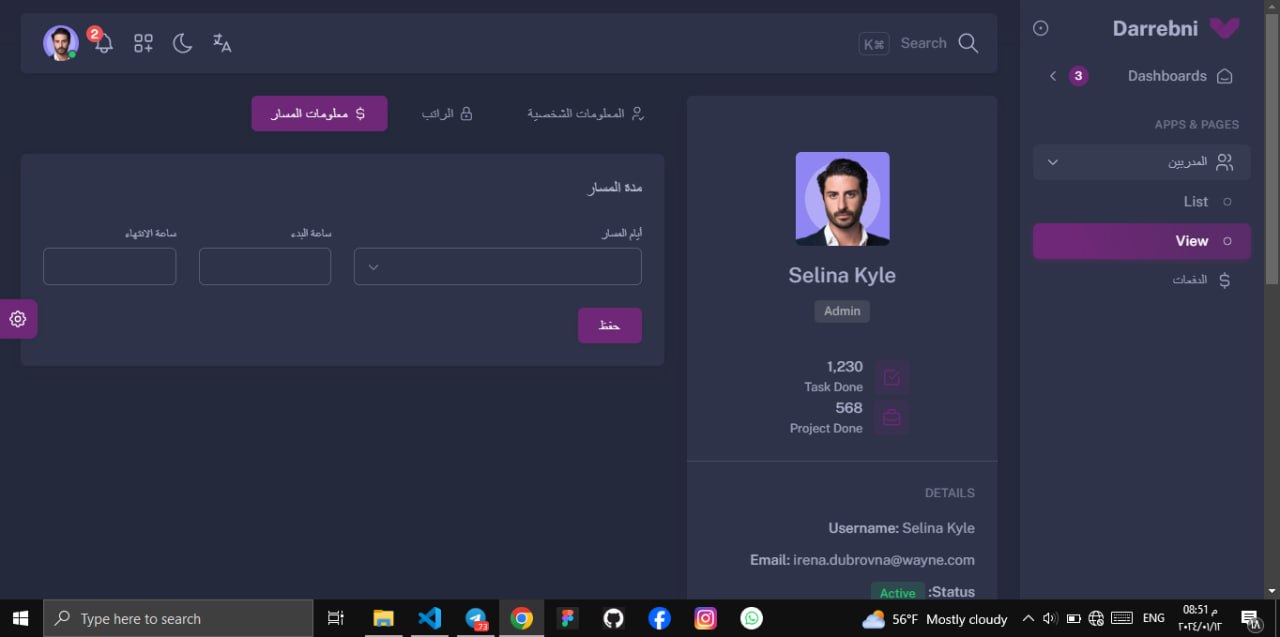 Darrebni
Dashboards
3
APPS & PAGES
المدربين
List
View
الدفعات
Search
K⌘
2
المعلومات الشخصية
الراتب
معلومات المسار
مدة المسار
أيام المسار
ساعة البدء
ساعة الانتهاء
حفظ
Selina Kyle
Admin
1,230
Task Done
568
Project Done
DETAILS
Username: Selina Kyle
Email: irena.dubrovna@wayne.com
Active :Status
Type here to search
73
56°F Mostly cloudy
ENG
08:51 م
٢٠٢٤/٠١/١٢
١٨